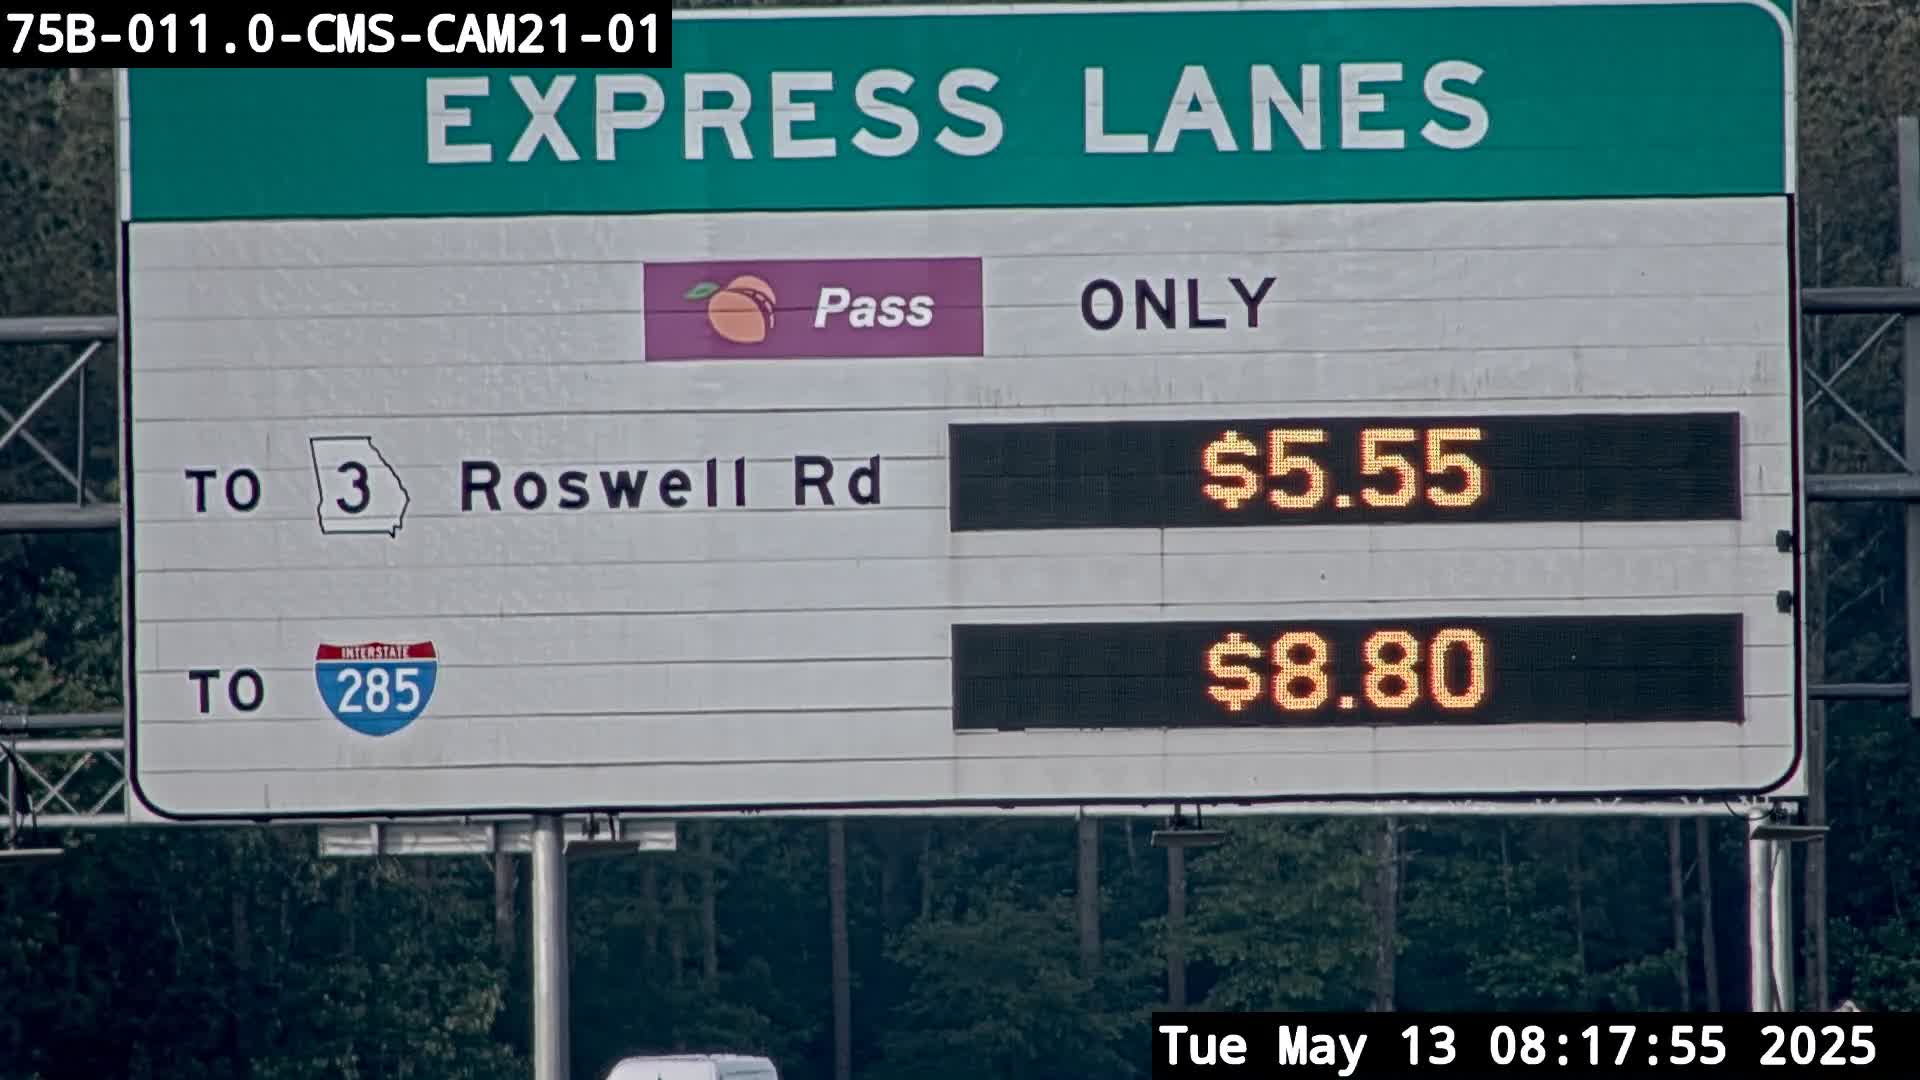 75B-011.0-CMS-CAM21-01
EXPRESS LANES
Pass ONLY
TO 3 Roswell Rd $5.55
TO INTERSTATE 285 $8.80
Tue May 13 08:17:55 2025